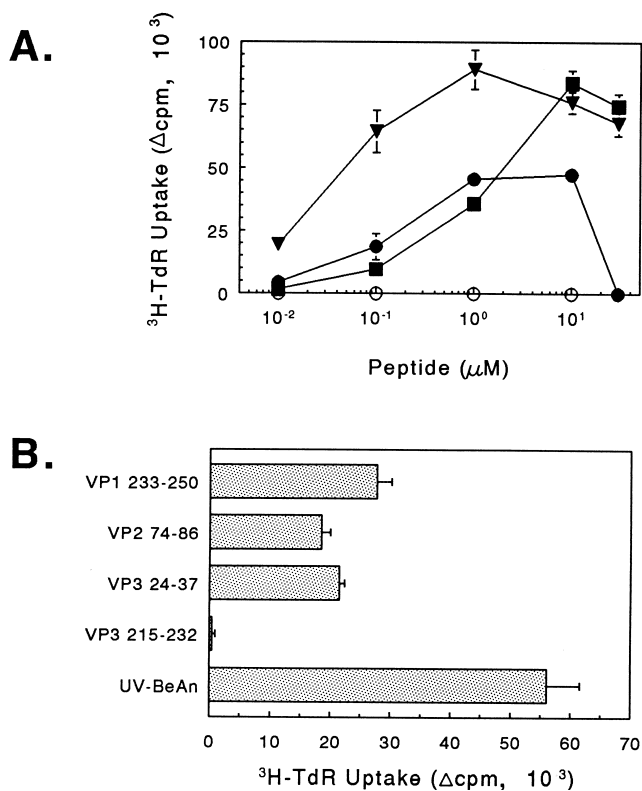 A.
³H-TdR Uptake (Δcpm, 10³)
100
75
50
25
0
10⁻² 10⁻¹ 10⁰ 10¹
Peptide (μM)
B.
VP1 233-250
VP2 74-86
VP3 24-37
VP3 215-232
UV-BeAn
0 10 20 30 40 50 60 70
³H-TdR Uptake (Δcpm, 10³)